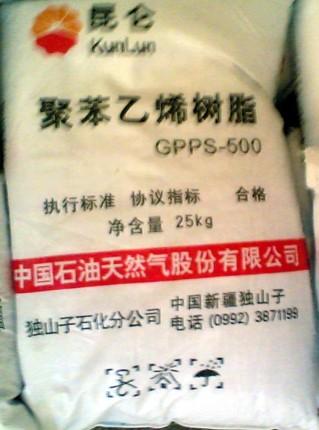 昆仑
KunLun
聚苯乙烯树脂
GPPS-500
执行标准 协议指标 合格
净含量 25kg
中国石油天然气股份有限公司
独山子石化分公司
中国新疆独山子
电话 (0992) 3871199